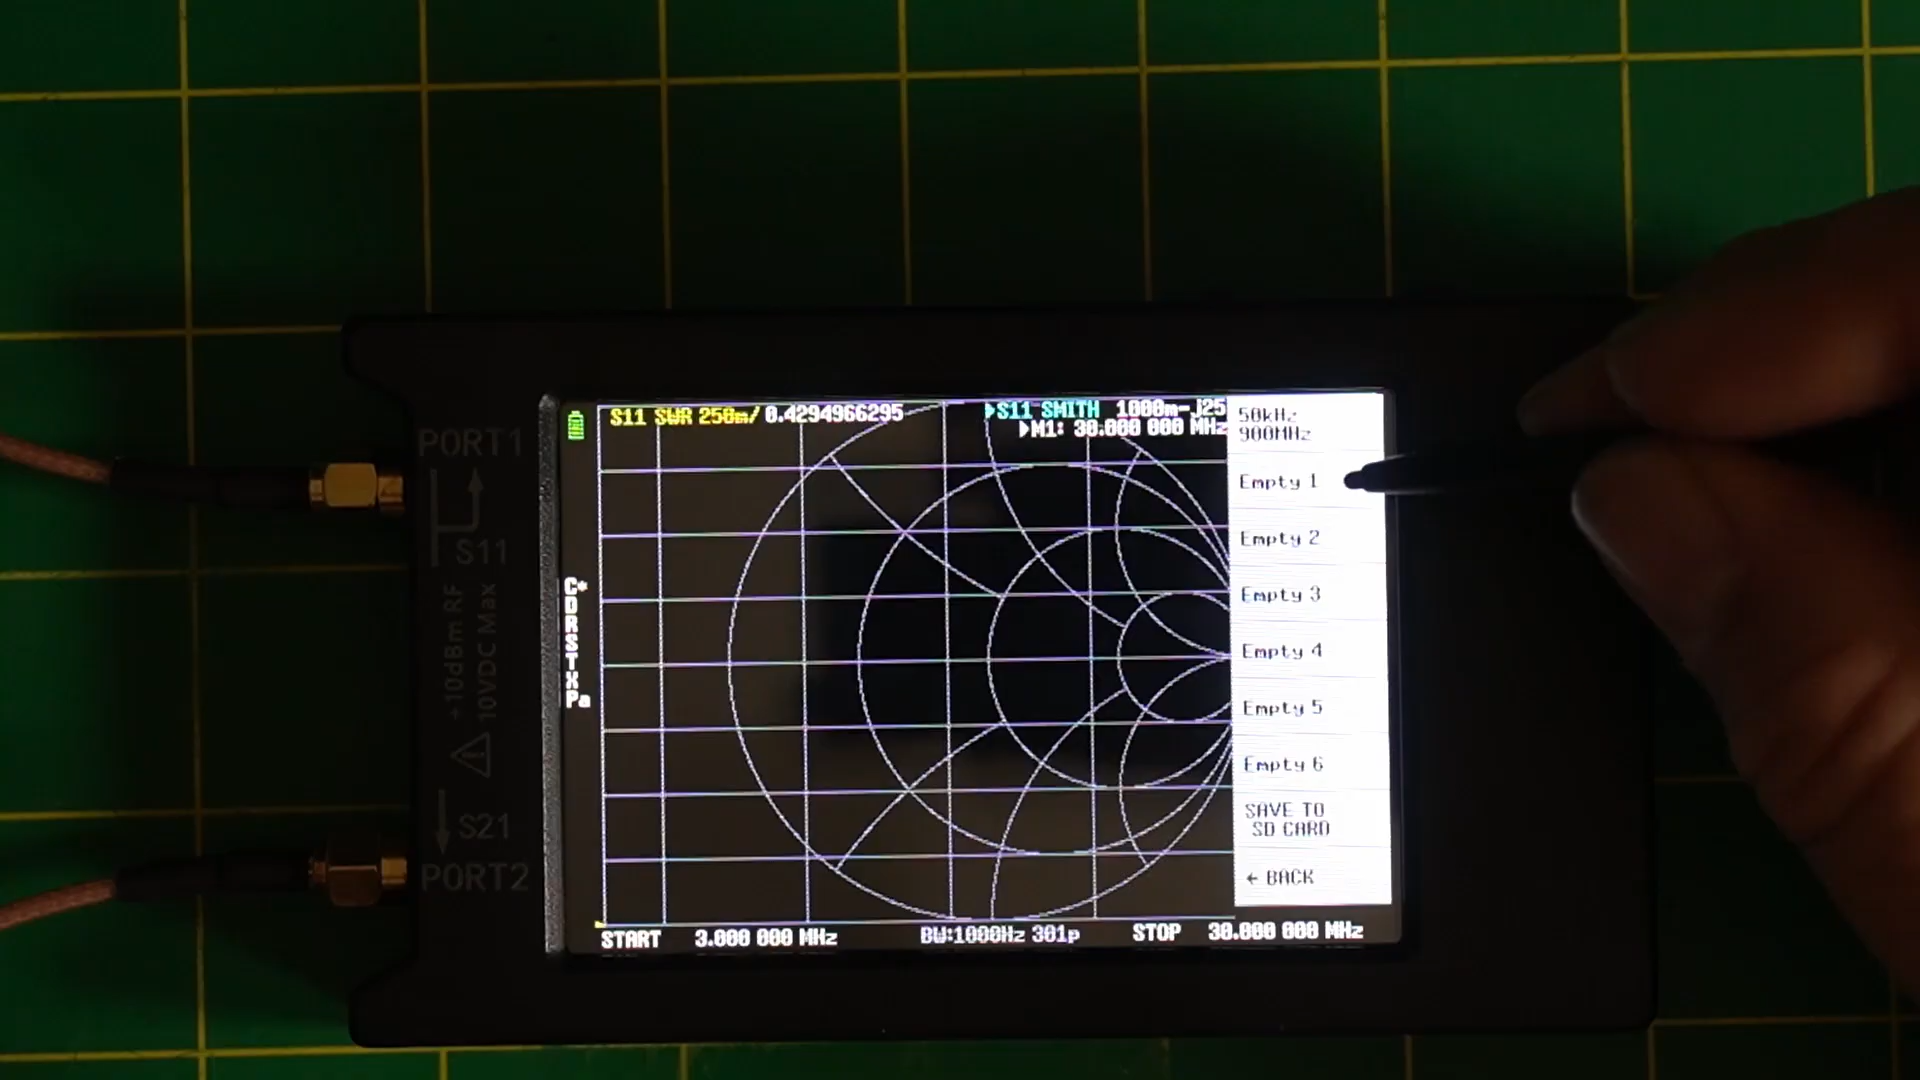 PORT1
S11
+10dBm RF
10VDC Max
S21
PORT2
S11 SWR 250m/ 0.4294966295
S11 SMITH 1000m-j25
M1: 30.000 000 MHz
C*
D
R
S
T
X
Pa
50kHz
900MHz
Empty 1
Empty 2
Empty 3
Empty 4
Empty 5
Empty 6
SAVE TO
SD CARD
← BACK
START 3.000 000 MHz
BW:1000Hz 301p
STOP 30.000 000 MHz